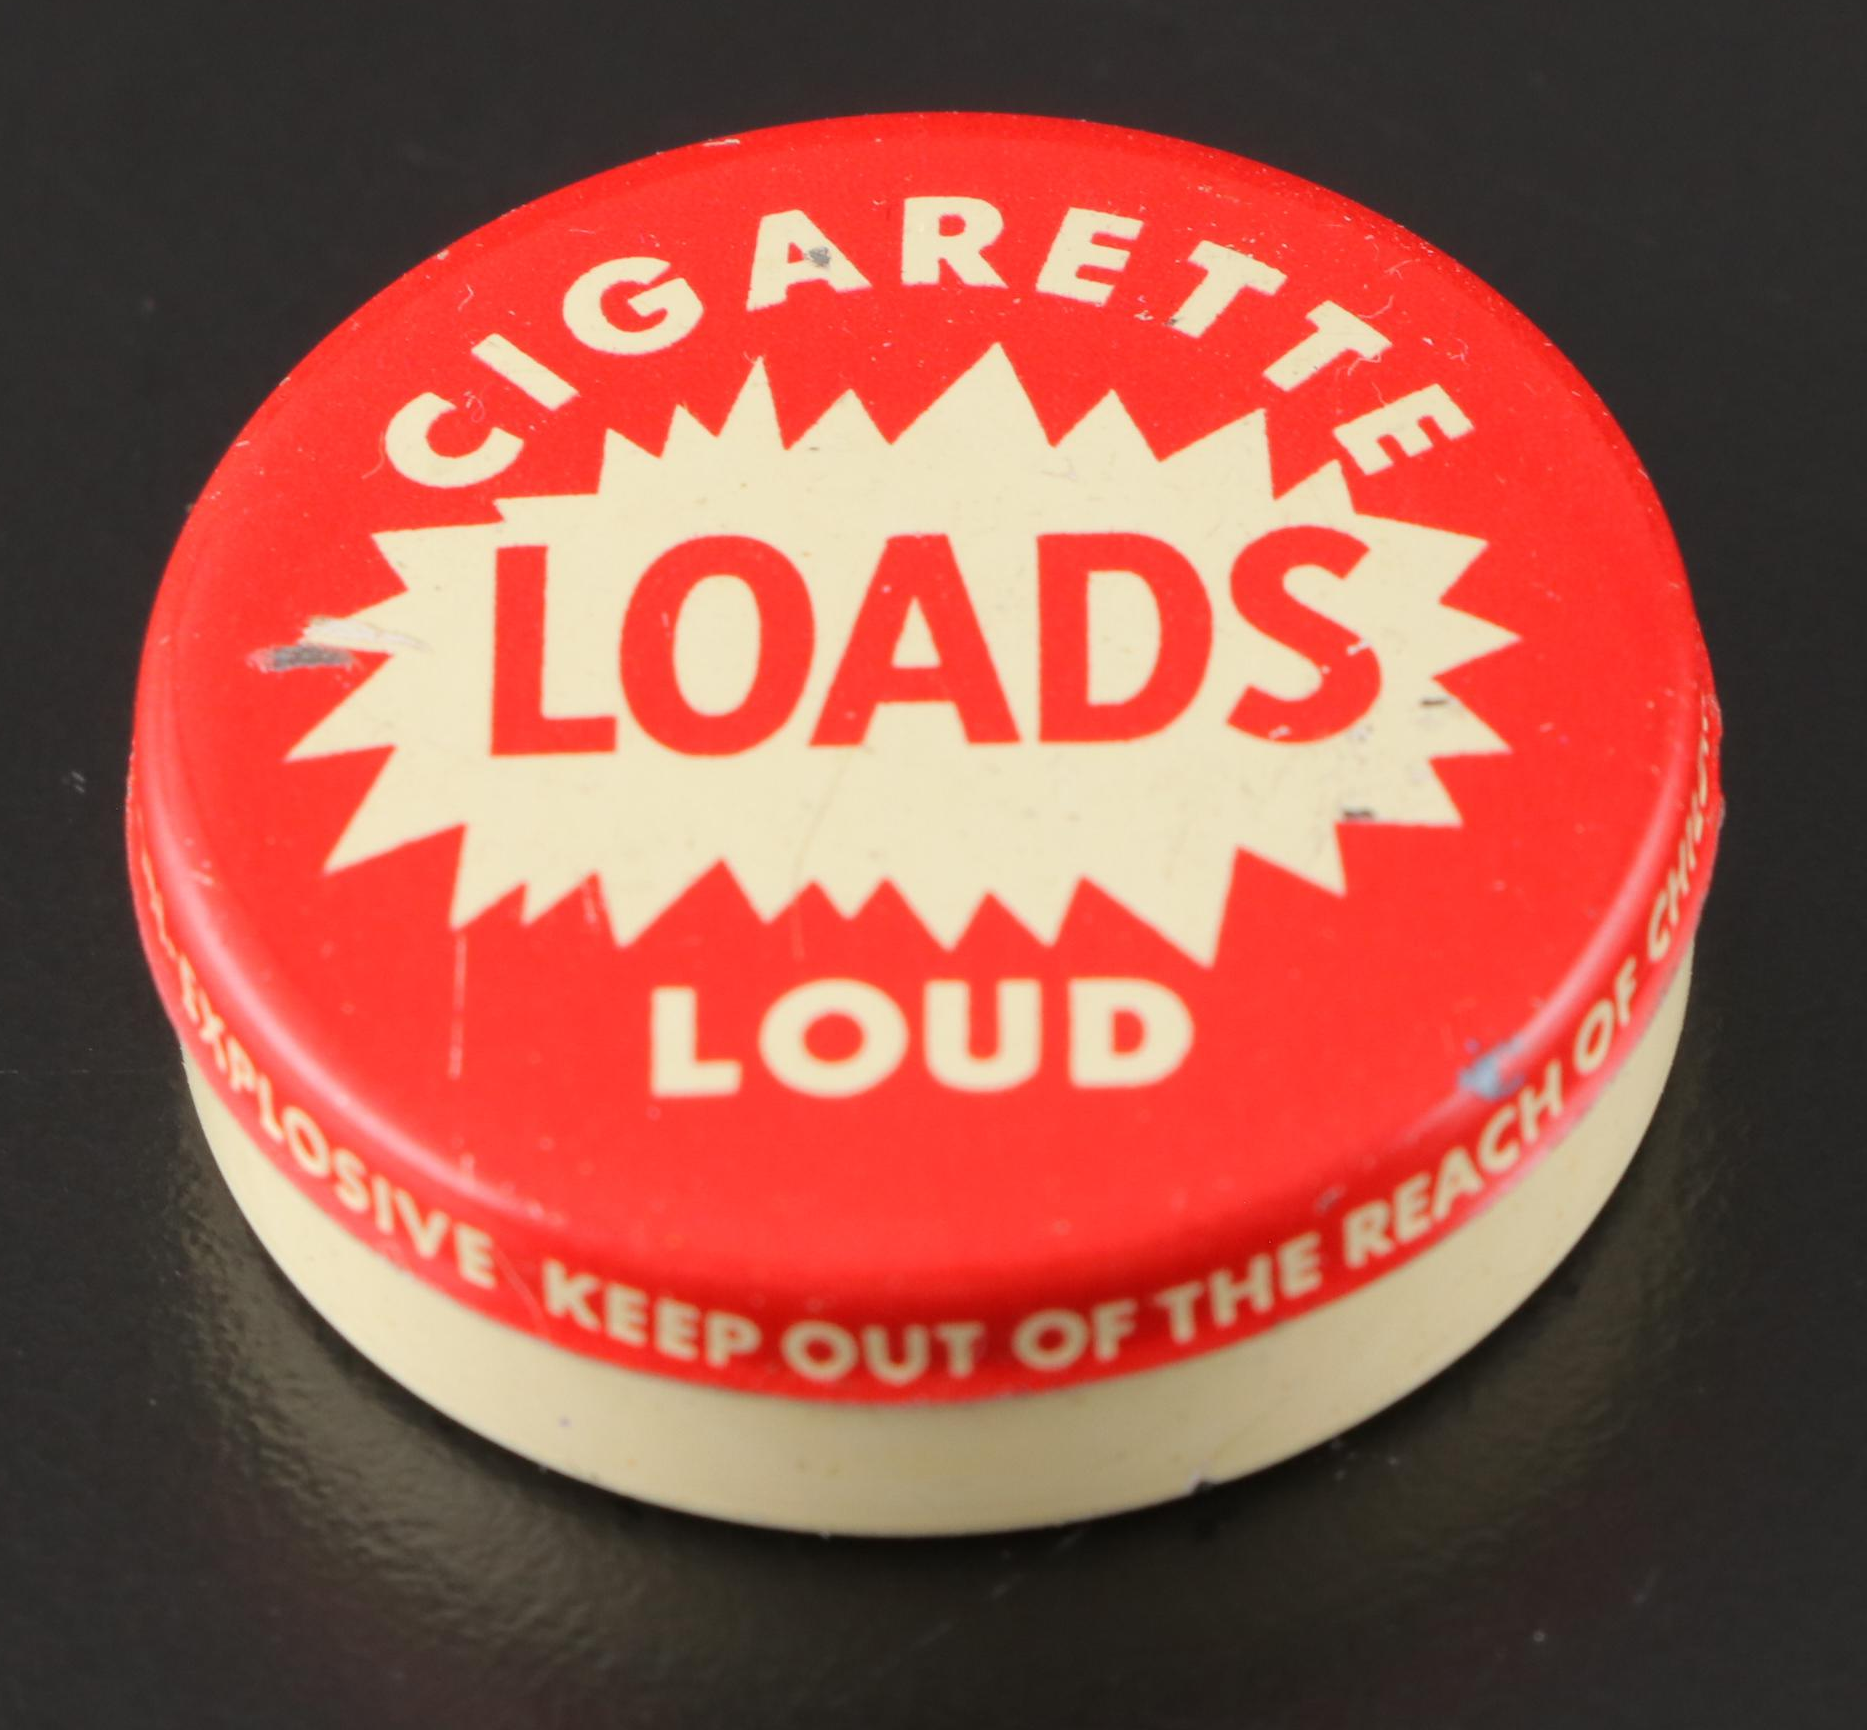 CIGARETTE
LOADS
LOUD
EXPLOSIVE KEEP OUT OF THE REACH OF